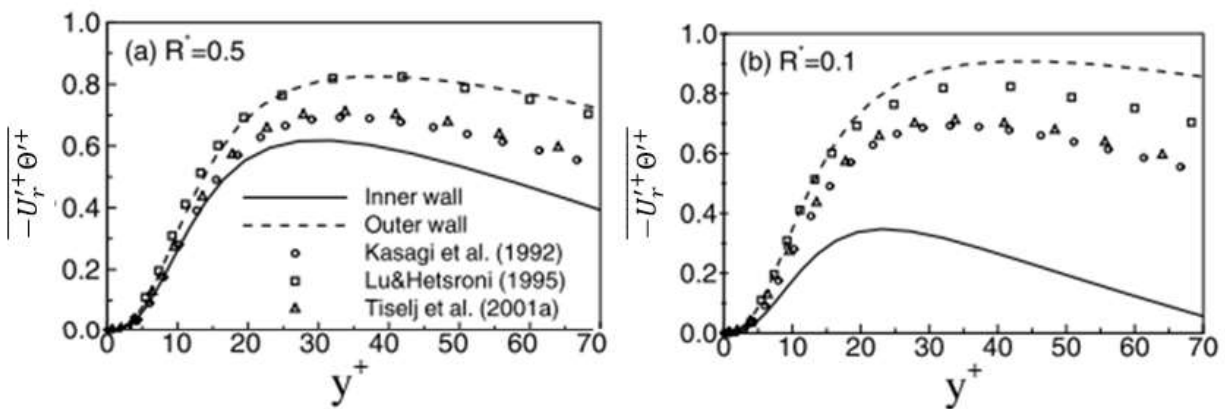 (a) R*=0.5
1.0
0.8
0.6
0.4
0.2
0.0
0 10 20 30 40 50 60 70
y⁺
−U′⁺ᵣΘ′⁺
Inner wall
Outer wall
Kasagi et al. (1992)
Lu&Hetsroni (1995)
Tiselj et al. (2001a)
(b) R*=0.1
1.0
0.8
0.6
0.4
0.2
0.0
0 10 20 30 40 50 60 70
y⁺
−U′⁺ᵣΘ′⁺